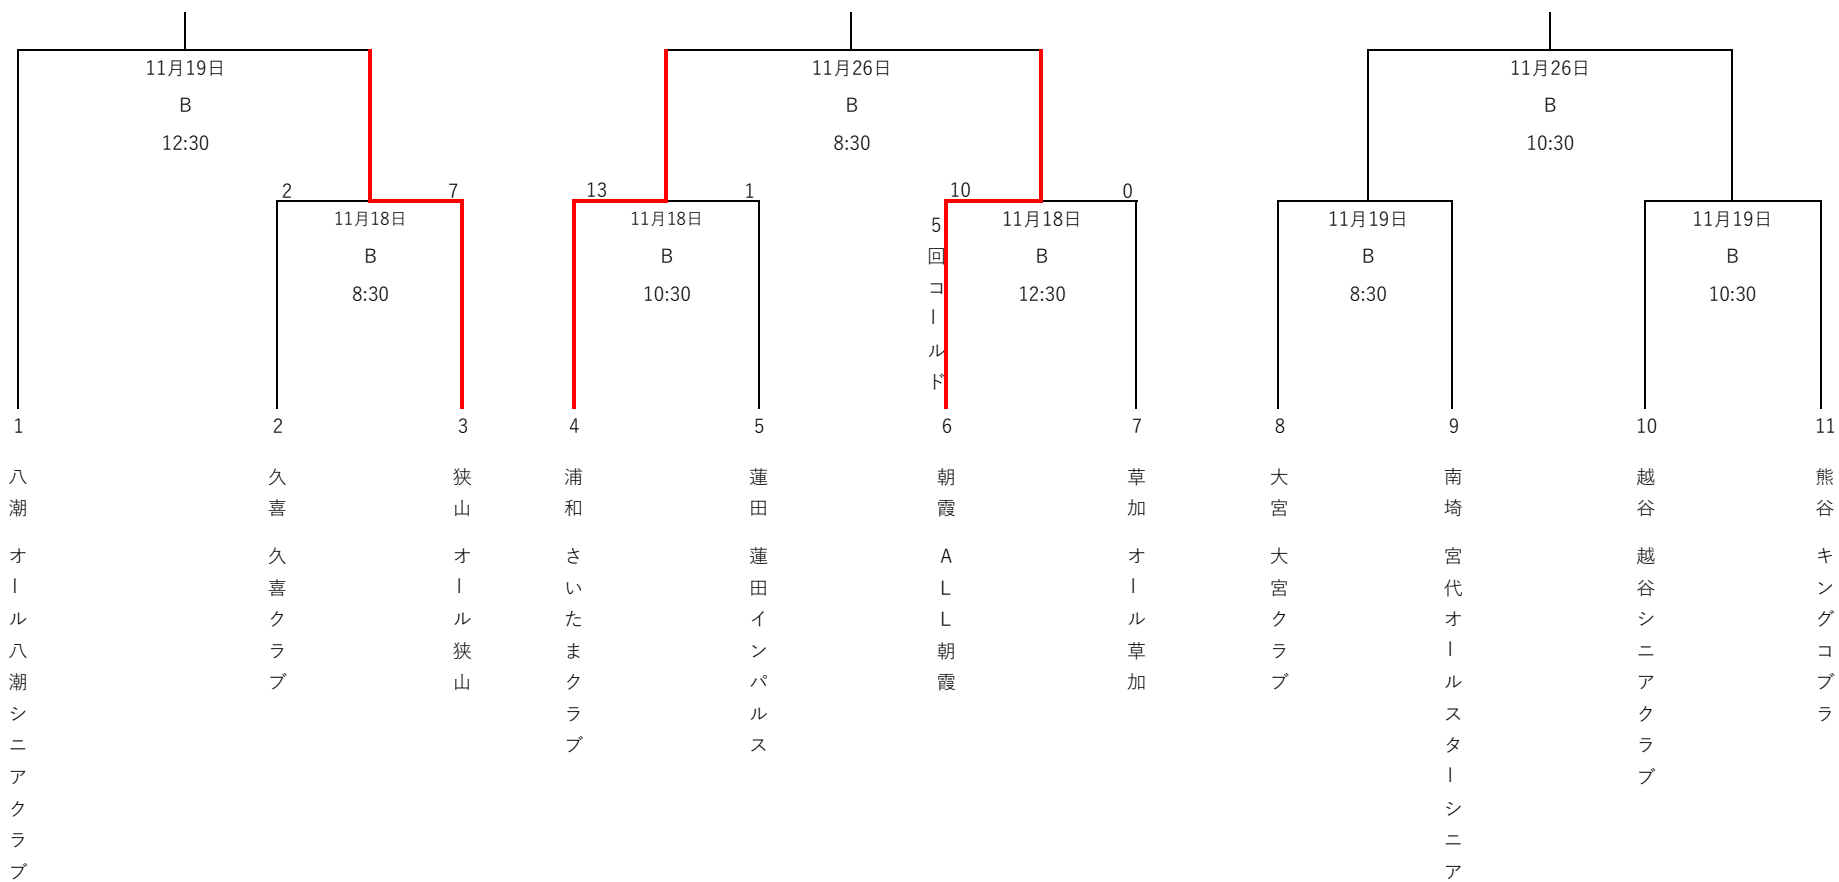 11月19日
B
12:30
11月26日
B
8:30
11月26日
B
10:30
2 7
11月18日
B
8:30
13 1
11月18日
B
10:30
10 0
5回コールド
11月18日
B
12:30
11月19日
B
8:30
11月19日
B
10:30
1 2 3 4 5 6 7 8 9 10 11
八潮 オール八潮シニアクラブ
久喜 久喜クラブ
狭山 オール狭山
浦和 さいたまクラブ
蓮田 蓮田インパルス
朝霞 ALL朝霞
草加 オール草加
大宮 大宮クラブ
南埼 宮代オールスターシニア
越谷 越谷シニアクラブ
熊谷 キングコブラ